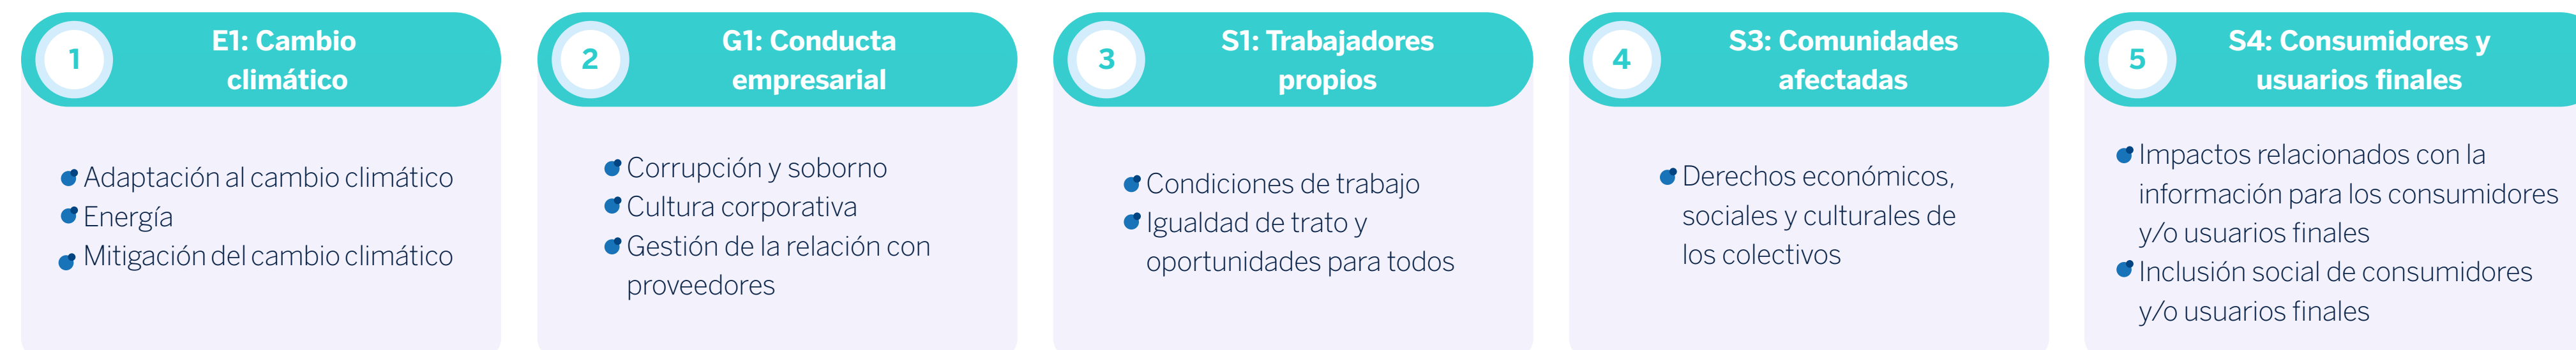 1
E1: Cambio
climático
Adaptación al cambio climático
Energía
Mitigación del cambio climático
2
G1: Conducta
empresarial
Corrupción y soborno
Cultura corporativa
Gestión de la relación con
proveedores
3
S1: Trabajadores
propios
Condiciones de trabajo
Igualdad de trato y
oportunidades para todos
4
S3: Comunidades
afectadas
Derechos económicos,
sociales y culturales de
los colectivos
5
S4: Consumidores y
usuarios finales
Impactos relacionados con la
información para los consumidores
y/o usuarios finales
Inclusión social de consumidores
y/o usuarios finales